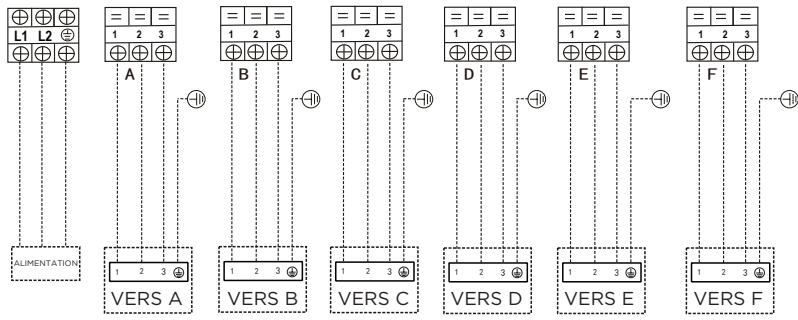 L1 L2
1 2 3
1 2 3
1 2 3
1 2 3
1 2 3
1 2 3
A
B
C
D
E
F
ALIMENTATION
1 2 3
1 2 3
1 2 3
1 2 3
1 2 3
1 2 3
VERS A
VERS B
VERS C
VERS D
VERS E
VERS F